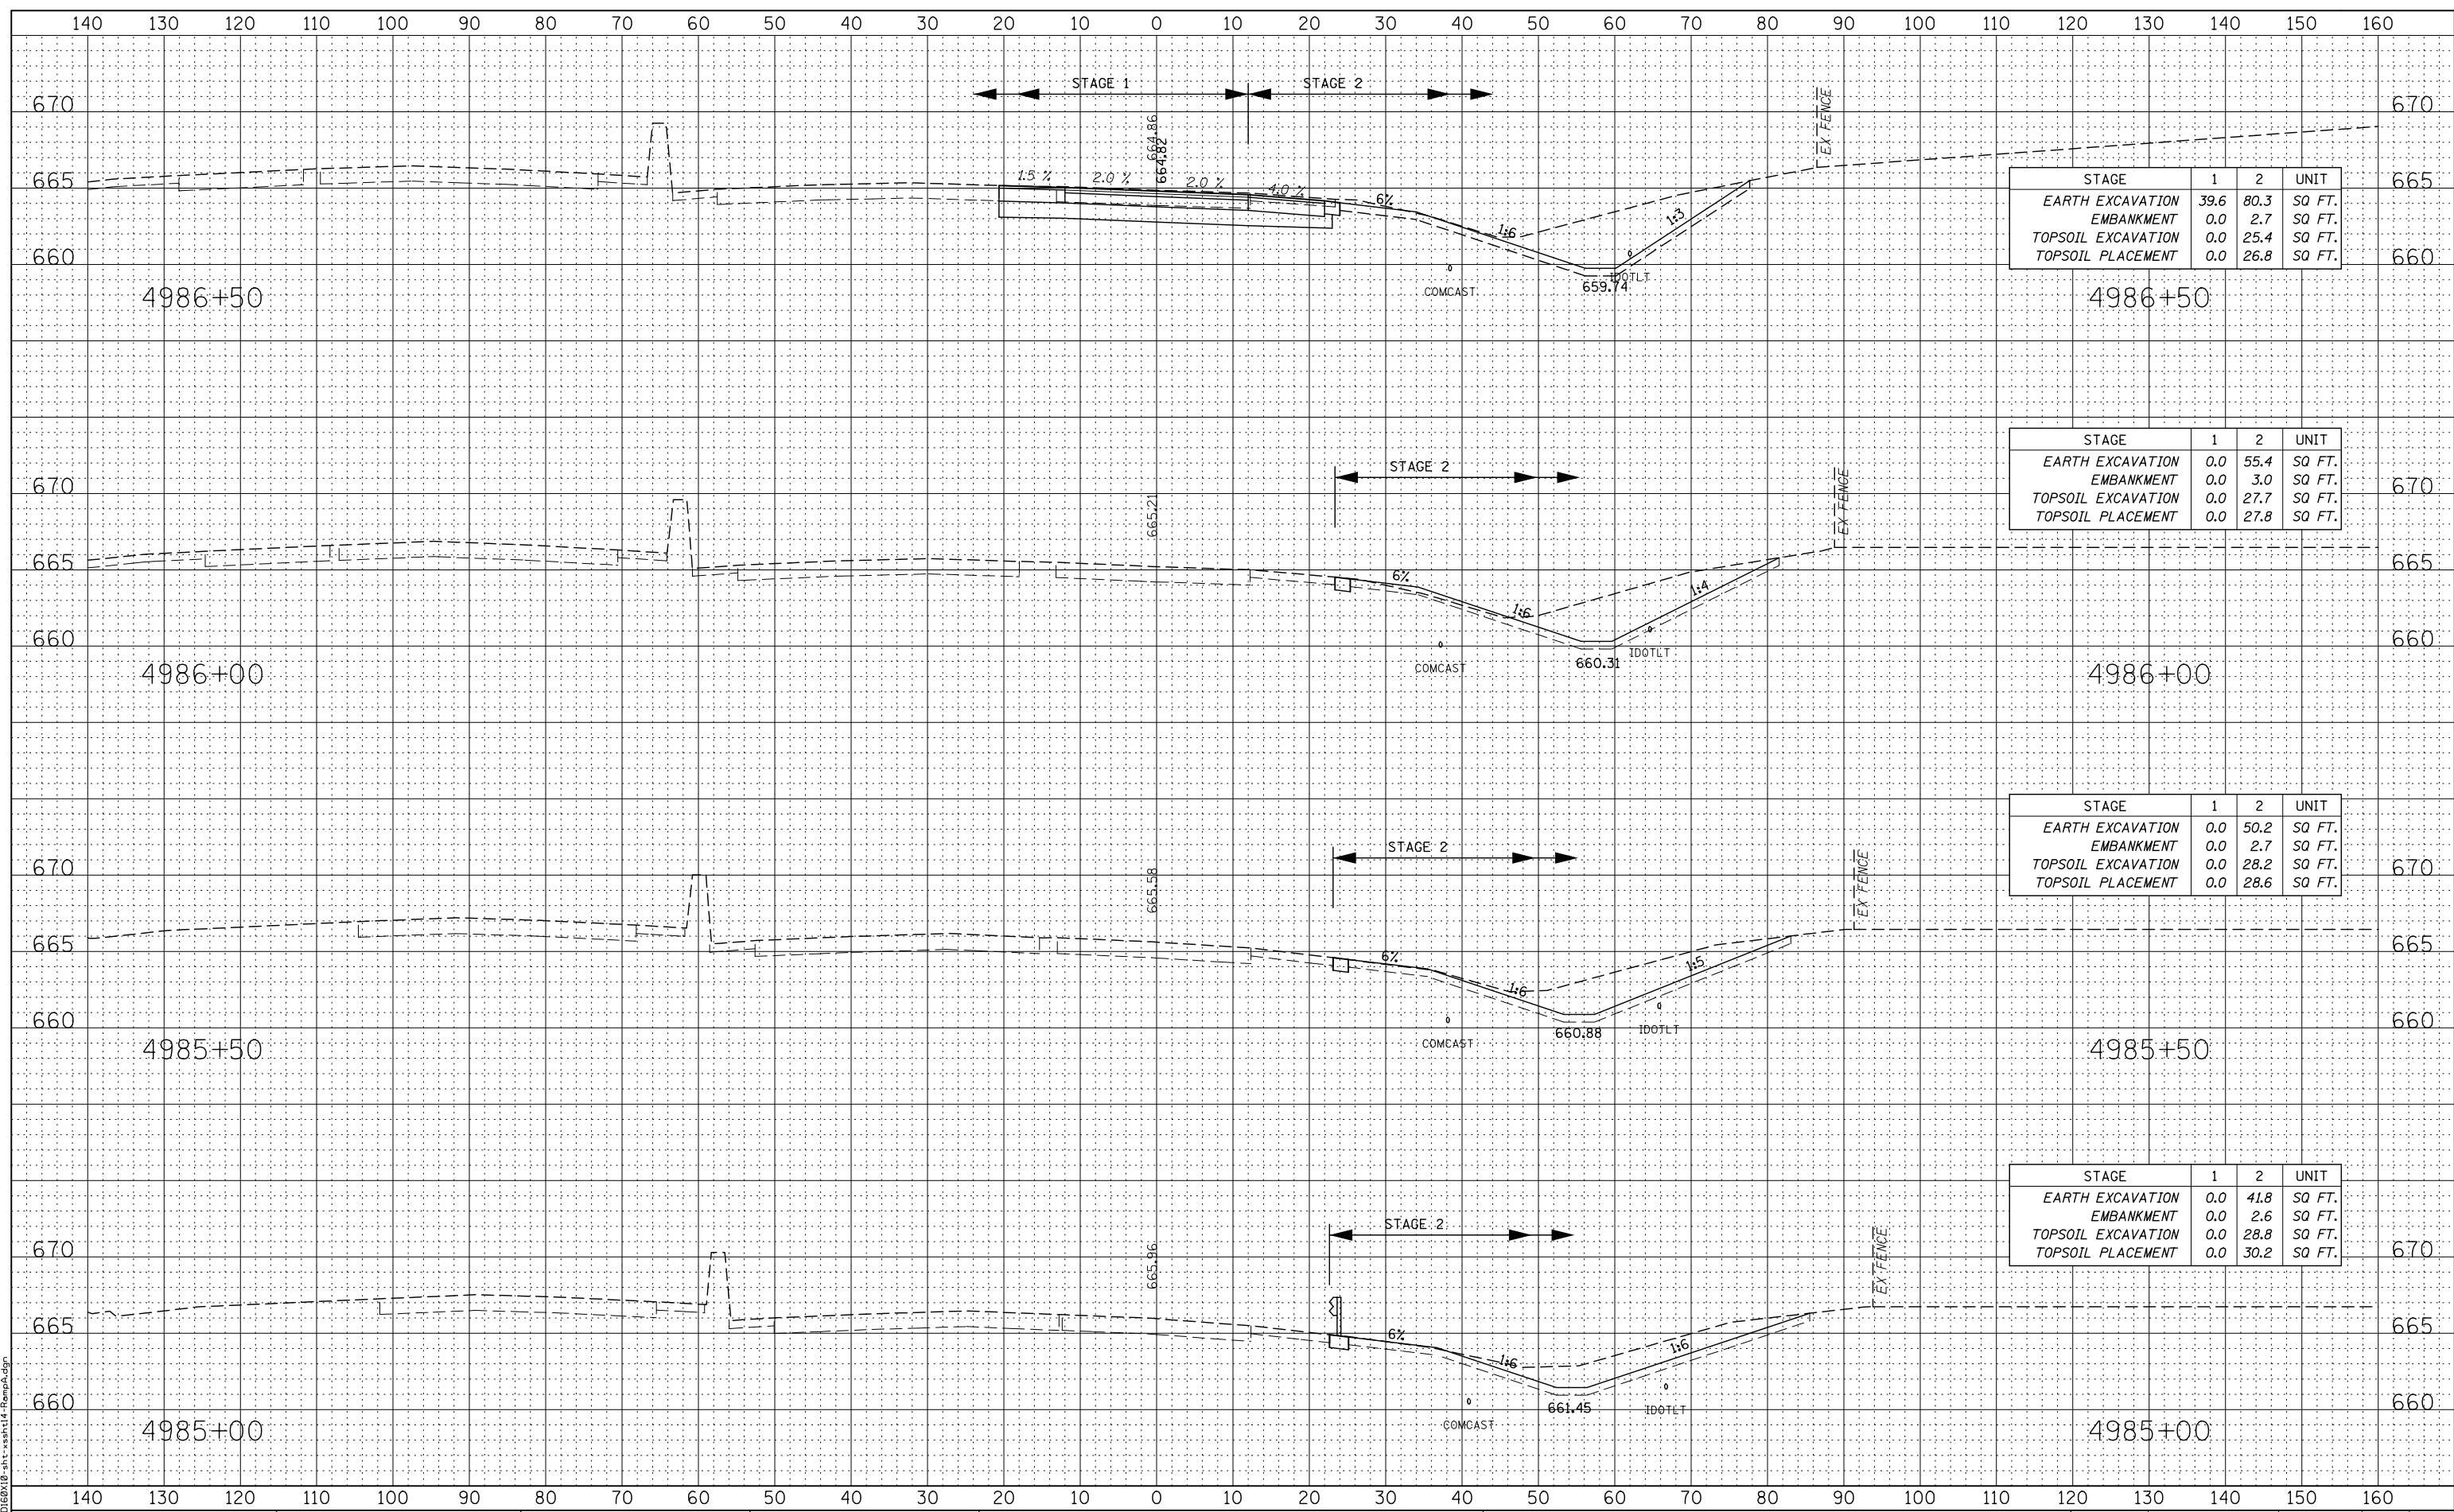 140 130 120 110 100 90 80 70 60 50 40 30 20 10 0 10 20 30 40 50 60 70 80 90 100 110 120 130 140 150 160
STAGE 1 STAGE 2
EX FENCE
670 670
664.86
664.82
665 1.5 % 2.0 % 2.0 % 4.0 % 6% 1:6 1:3 665
STAGE 1 2 UNIT
EARTH EXCAVATION 39.6 80.3 SQ FT.
EMBANKMENT 0.0 2.7 SQ FT.
TOPSOIL EXCAVATION 0.0 25.4 SQ FT.
TOPSOIL PLACEMENT 0.0 26.8 SQ FT.
660 660
COMCAST 659.74 IDOTLT
4986+50 4986+50
STAGE 2
EX FENCE
670 670
665.21
STAGE 1 2 UNIT
EARTH EXCAVATION 0.0 55.4 SQ FT.
EMBANKMENT 0.0 3.0 SQ FT.
TOPSOIL EXCAVATION 0.0 27.7 SQ FT.
TOPSOIL PLACEMENT 0.0 27.8 SQ FT.
665 6% 1:6 1:4 665
660 660
COMCAST 660.31 IDOTLT
4986+00 4986+00
STAGE 2
EX FENCE
670 670
665.58
STAGE 1 2 UNIT
EARTH EXCAVATION 0.0 50.2 SQ FT.
EMBANKMENT 0.0 2.7 SQ FT.
TOPSOIL EXCAVATION 0.0 28.2 SQ FT.
TOPSOIL PLACEMENT 0.0 28.6 SQ FT.
665 6% 1:6 1:5 665
660 660
COMCAST 660.88 IDOTLT
4985+50 4985+50
STAGE 2
EX FENCE
670 670
665.96
STAGE 1 2 UNIT
EARTH EXCAVATION 0.0 41.8 SQ FT.
EMBANKMENT 0.0 2.6 SQ FT.
TOPSOIL EXCAVATION 0.0 28.8 SQ FT.
TOPSOIL PLACEMENT 0.0 30.2 SQ FT.
665 6% 1:6 1:6 665
660 660
COMCAST 661.45 IDOTLT
4985+00 4985+00
140 130 120 110 100 90 80 70 60 50 40 30 20 10 0 10 20 30 40 50 60 70 80 90 100 110 120 130 140 150 160